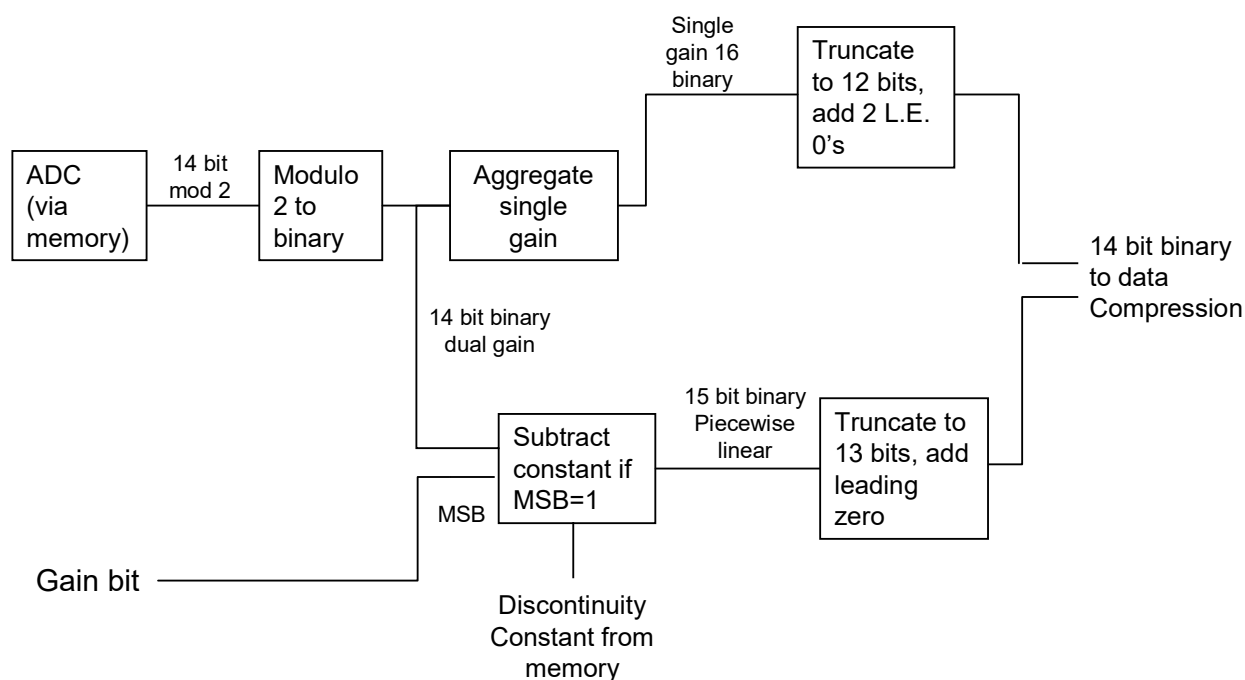 Single
gain 16
binary
Truncate
to 12 bits,
add 2 L.E.
0’s
ADC
(via
memory)
14 bit
mod 2
Modulo
2 to
binary
Aggregate
single
gain
14 bit binary
to data
Compression
14 bit binary
dual gain
15 bit binary
Piecewise
linear
Subtract
constant if
MSB=1
Truncate to
13 bits, add
leading
zero
MSB
Gain bit
Discontinuity
Constant from
memory